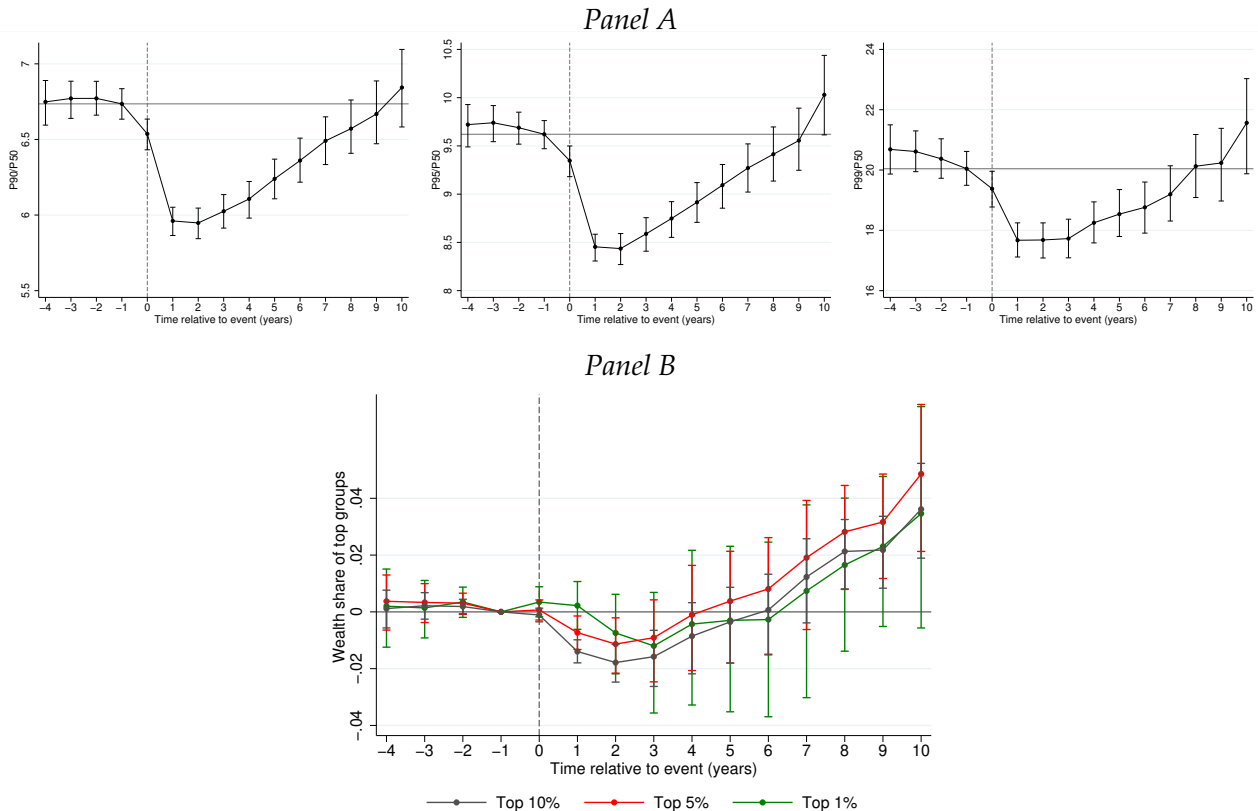 Panel A
P90/P50
5.5 6 6.5 7
−4 −3 −2 −1 0 1 2 3 4 5 6 7 8 9 10
Time relative to event (years)
P95/P50
8 8.5 9 9.5 10 10.5
−4 −3 −2 −1 0 1 2 3 4 5 6 7 8 9 10
Time relative to event (years)
P99/P50
16 18 20 22 24
−4 −3 −2 −1 0 1 2 3 4 5 6 7 8 9 10
Time relative to event (years)
Panel B
Wealth share of top groups
−.04 −.02 0 .02 .04
−4 −3 −2 −1 0 1 2 3 4 5 6 7 8 9 10
Time relative to event (years)
Top 10% Top 5% Top 1%